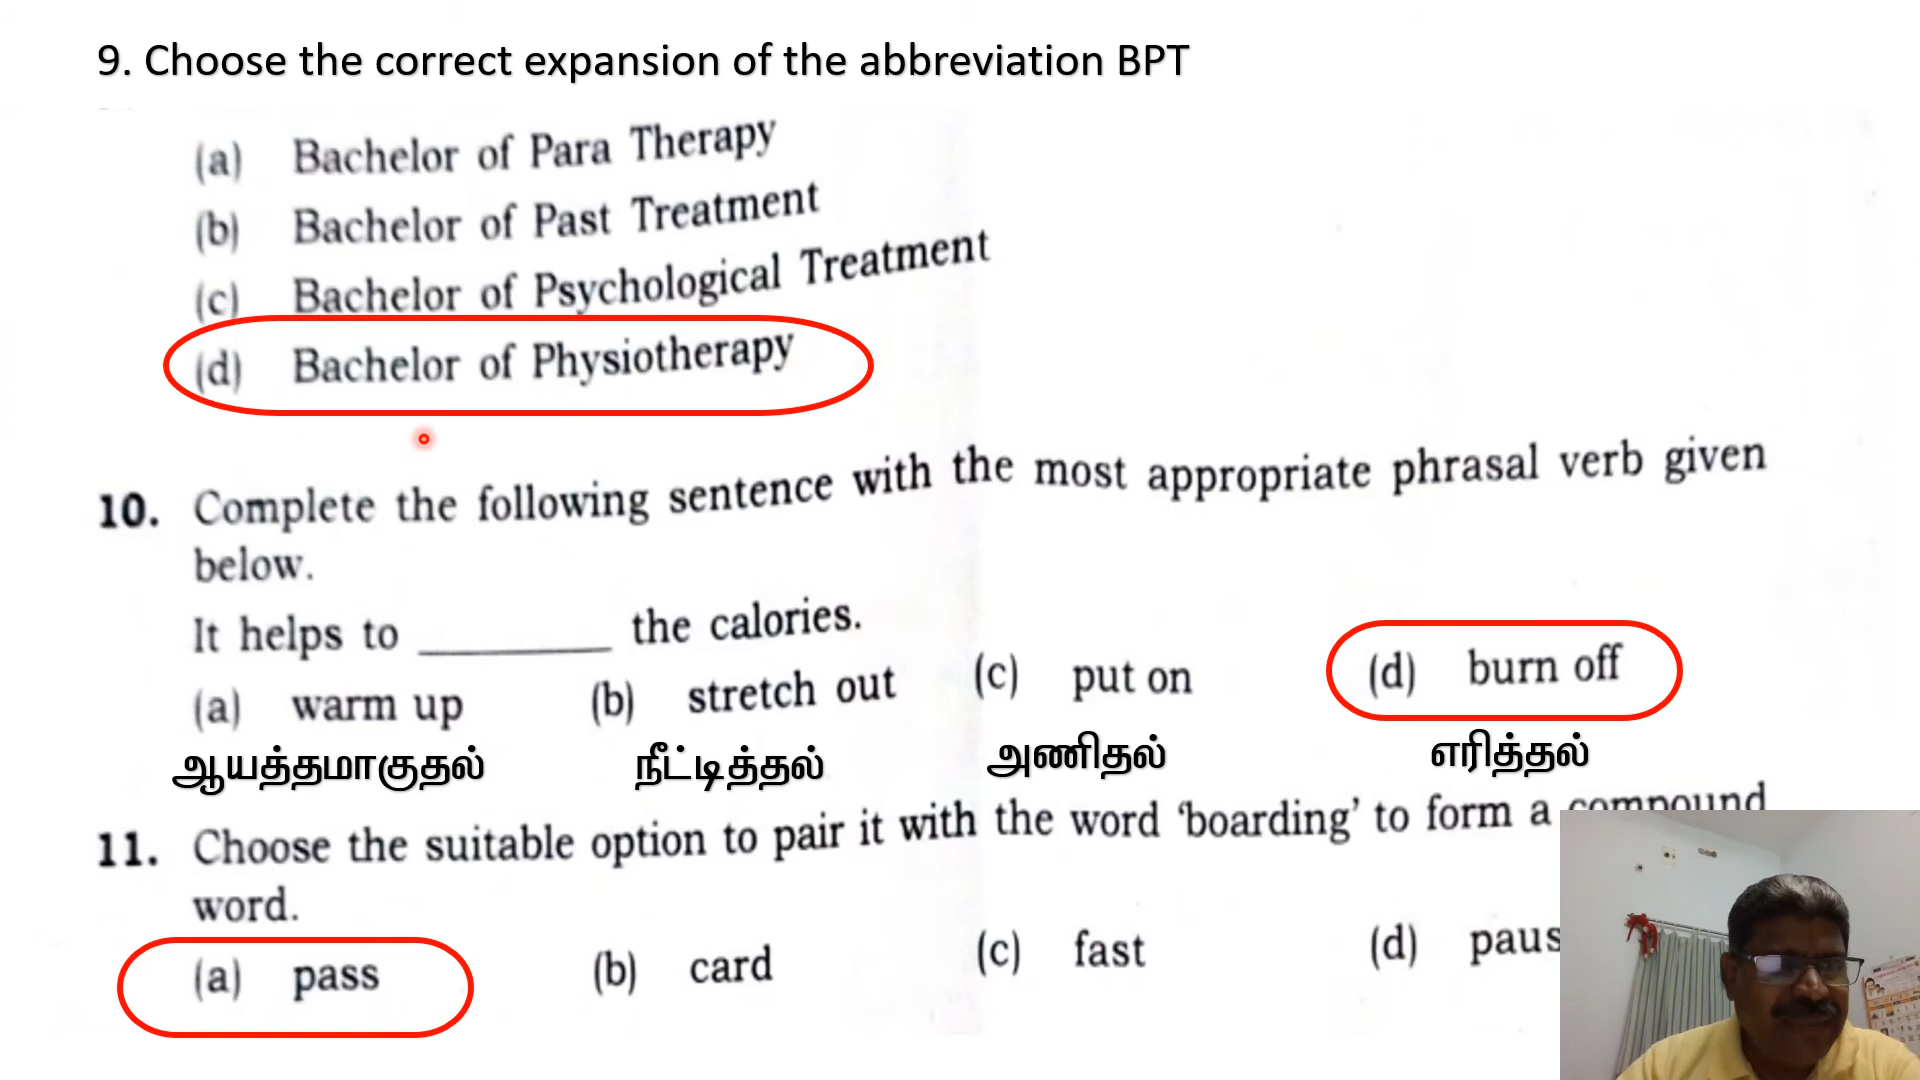 9. Choose the correct expansion of the abbreviation BPT
(a) Bachelor of Para Therapy
(b) Bachelor of Past Treatment
(c) Bachelor of Psychological Treatment
(d) Bachelor of Physiotherapy
10. Complete the following sentence with the most appropriate phrasal verb given
below.
It helps to ________ the calories.
(a) warm up (b) stretch out (c) put on (d) burn off
ஆயத்தமாகுதல் நீட்டித்தல் அணிதல் எரித்தல்
11. Choose the suitable option to pair it with the word ‘boarding’ to form a compound
word.
(a) pass (b) card (c) fast (d) paus